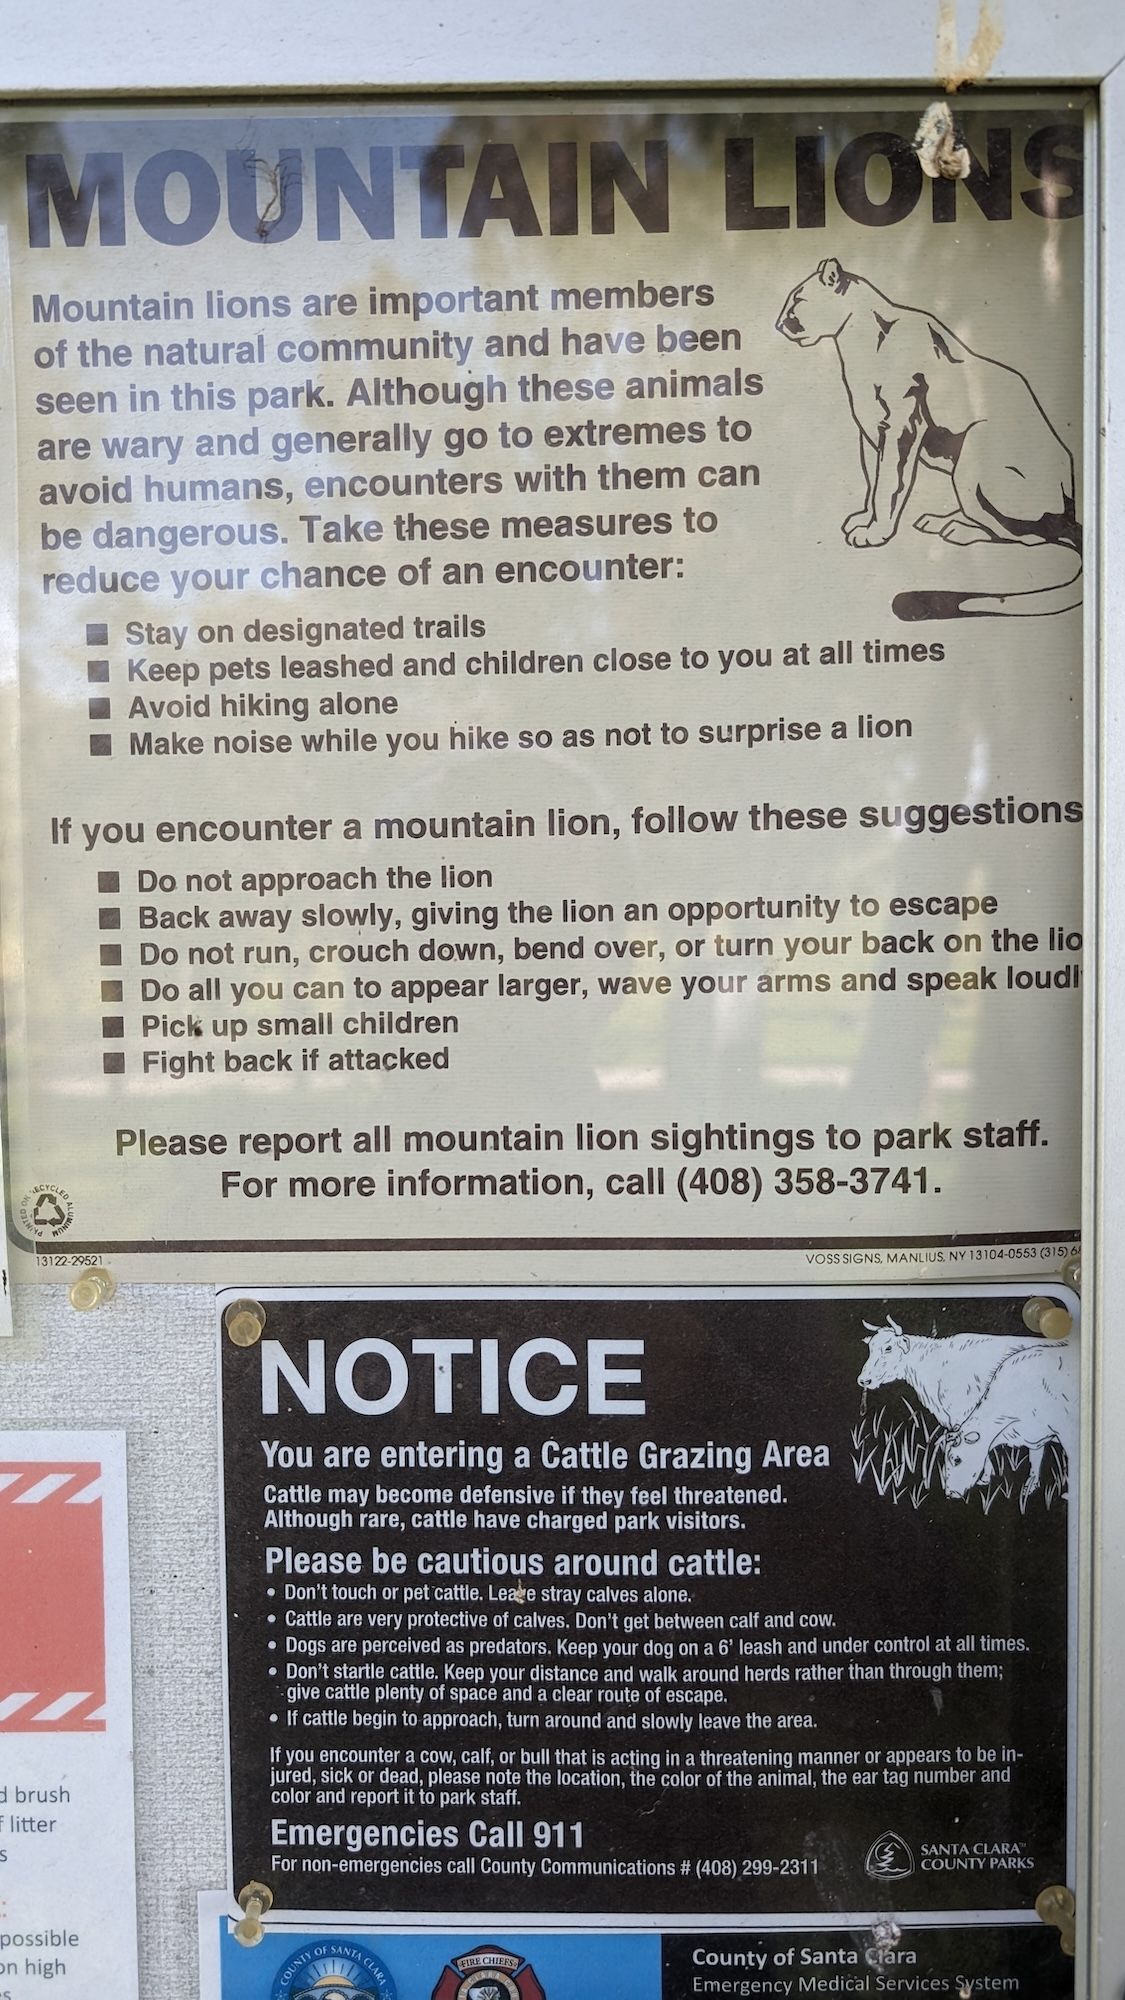 MOUNTAIN LIONS
Mountain lions are important members
of the natural community and have been
seen in this park. Although these animals
are wary and generally go to extremes to
avoid humans, encounters with them can
be dangerous. Take these measures to
reduce your chance of an encounter:
■ Stay on designated trails
■ Keep pets leashed and children close to you at all times
■ Avoid hiking alone
■ Make noise while you hike so as not to surprise a lion
If you encounter a mountain lion, follow these suggestions
■ Do not approach the lion
■ Back away slowly, giving the lion an opportunity to escape
■ Do not run, crouch down, bend over, or turn your back on the lio
■ Do all you can to appear larger, wave your arms and speak loudl
■ Pick up small children
■ Fight back if attacked
Please report all mountain lion sightings to park staff.
For more information, call (408) 358-3741.
PRINTED ON RECYCLED ALUMINUM
13122-29521
VOSS SIGNS, MANLIUS, NY 13104-0553 (315) 6
NOTICE
You are entering a Cattle Grazing Area
Cattle may become defensive if they feel threatened.
Although rare, cattle have charged park visitors.
Please be cautious around cattle:
• Don't touch or pet cattle. Leave stray calves alone.
• Cattle are very protective of calves. Don't get between calf and cow.
• Dogs are perceived as predators. Keep your dog on a 6' leash and under control at all times.
• Don't startle cattle. Keep your distance and walk around herds rather than through them;
give cattle plenty of space and a clear route of escape.
• If cattle begin to approach, turn around and slowly leave the area.
If you encounter a cow, calf, or bull that is acting in a threatening manner or appears to be in-
jured, sick or dead, please note the location, the color of the animal, the ear tag number and
color and report it to park staff.
Emergencies Call 911
For non-emergencies call County Communications # (408) 299-2311
SANTA CLARA™
COUNTY PARKS
d brush
f litter
s
:
possible
on high
es
COUNTY OF SANTA CLARA
FIRE CHIEFS
County of Santa Clara
Emergency Medical Services System